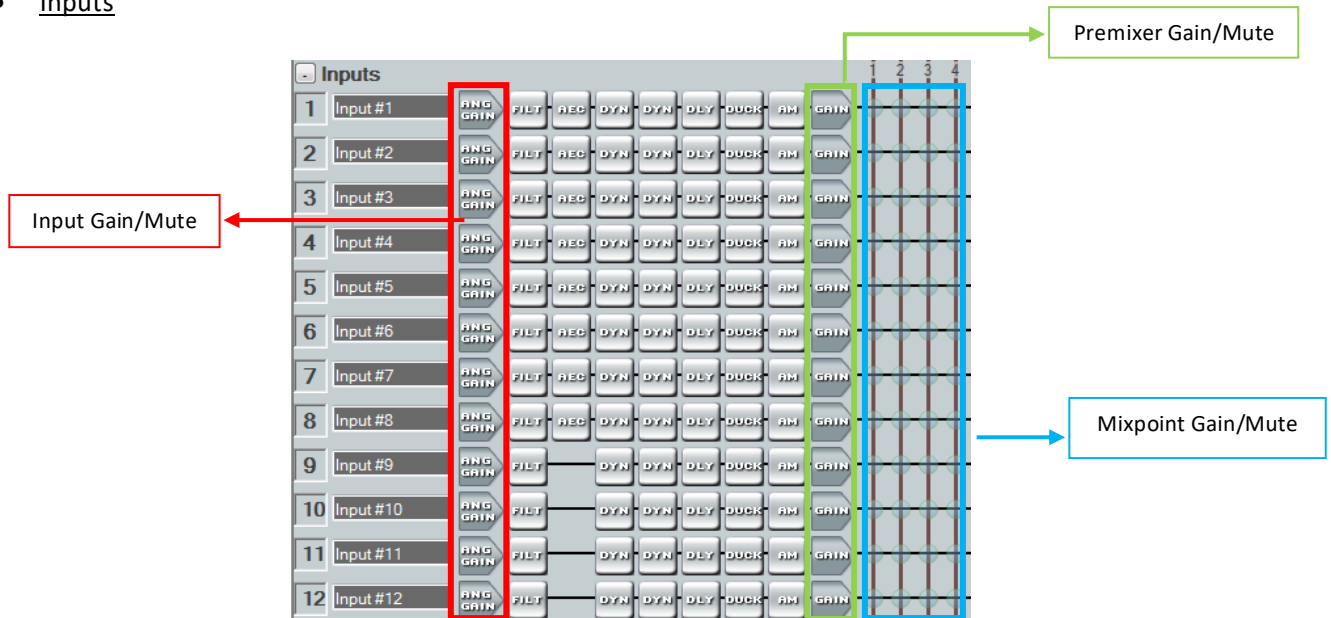 Inputs
Premixer Gain/Mute
- Inputs 1 2 3 4
1 Input #1 ANG GAIN FILT AEC DYN DYN DLY DUCK AM GAIN
2 Input #2 ANG GAIN FILT AEC DYN DYN DLY DUCK AM GAIN
3 Input #3 ANG GAIN FILT AEC DYN DYN DLY DUCK AM GAIN
Input Gain/Mute
4 Input #4 ANG GAIN FILT AEC DYN DYN DLY DUCK AM GAIN
5 Input #5 ANG GAIN FILT AEC DYN DYN DLY DUCK AM GAIN
6 Input #6 ANG GAIN FILT AEC DYN DYN DLY DUCK AM GAIN
7 Input #7 ANG GAIN FILT AEC DYN DYN DLY DUCK AM GAIN
8 Input #8 ANG GAIN FILT AEC DYN DYN DLY DUCK AM GAIN
Mixpoint Gain/Mute
9 Input #9 ANG GAIN FILT DYN DYN DLY DUCK AM GAIN
10 Input #10 ANG GAIN FILT DYN DYN DLY DUCK AM GAIN
11 Input #11 ANG GAIN FILT DYN DYN DLY DUCK AM GAIN
12 Input #12 ANG GAIN FILT DYN DYN DLY DUCK AM GAIN